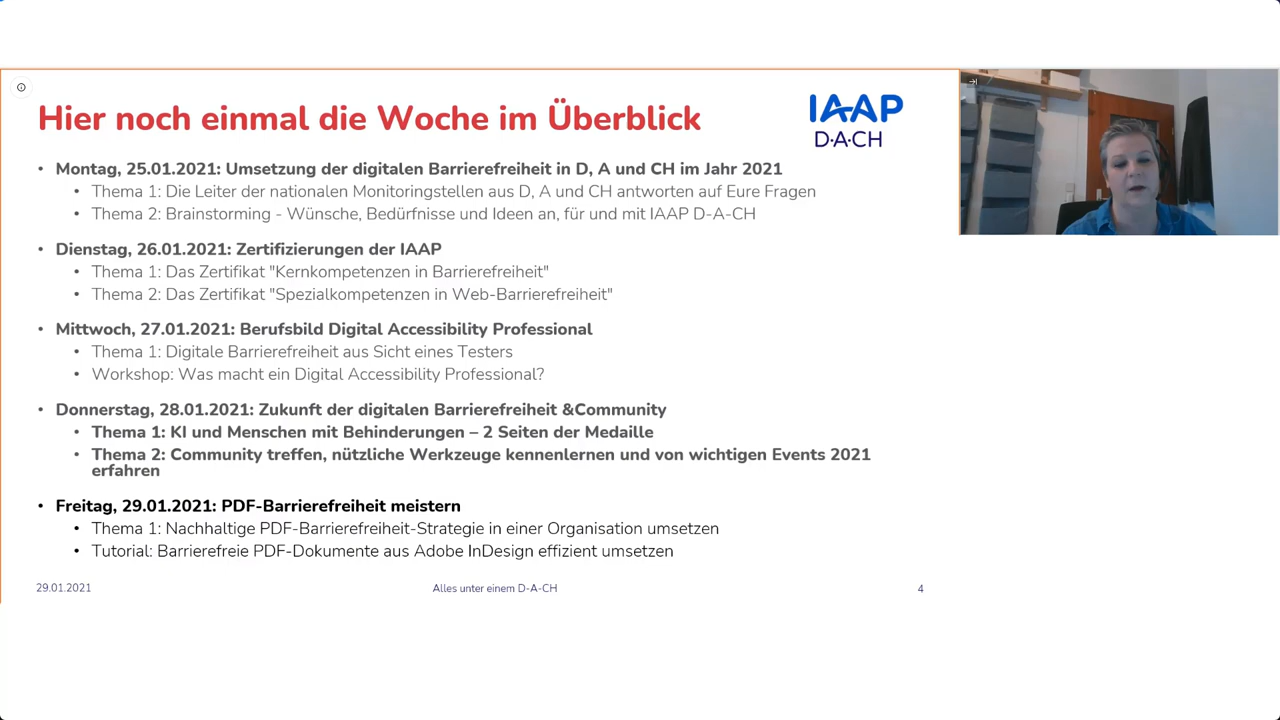 Hier noch einmal die Woche im Überblick
IAAP
D·A·CH
• Montag, 25.01.2021: Umsetzung der digitalen Barrierefreiheit in D, A und CH im Jahr 2021
• Thema 1: Die Leiter der nationalen Monitoringstellen aus D, A und CH antworten auf Eure Fragen
• Thema 2: Brainstorming - Wünsche, Bedürfnisse und Ideen an, für und mit IAAP D-A-CH
• Dienstag, 26.01.2021: Zertifizierungen der IAAP
• Thema 1: Das Zertifikat "Kernkompetenzen in Barrierefreiheit"
• Thema 2: Das Zertifikat "Spezialkompetenzen in Web-Barrierefreiheit"
• Mittwoch, 27.01.2021: Berufsbild Digital Accessibility Professional
• Thema 1: Digitale Barrierefreiheit aus Sicht eines Testers
• Workshop: Was macht ein Digital Accessibility Professional?
• Donnerstag, 28.01.2021: Zukunft der digitalen Barrierefreiheit &Community
• Thema 1: KI und Menschen mit Behinderungen – 2 Seiten der Medaille
• Thema 2: Community treffen, nützliche Werkzeuge kennenlernen und von wichtigen Events 2021
erfahren
• Freitag, 29.01.2021: PDF-Barrierefreiheit meistern
• Thema 1: Nachhaltige PDF-Barrierefreiheit-Strategie in einer Organisation umsetzen
• Tutorial: Barrierefreie PDF-Dokumente aus Adobe InDesign effizient umsetzen
29.01.2021
Alles unter einem D-A-CH
4